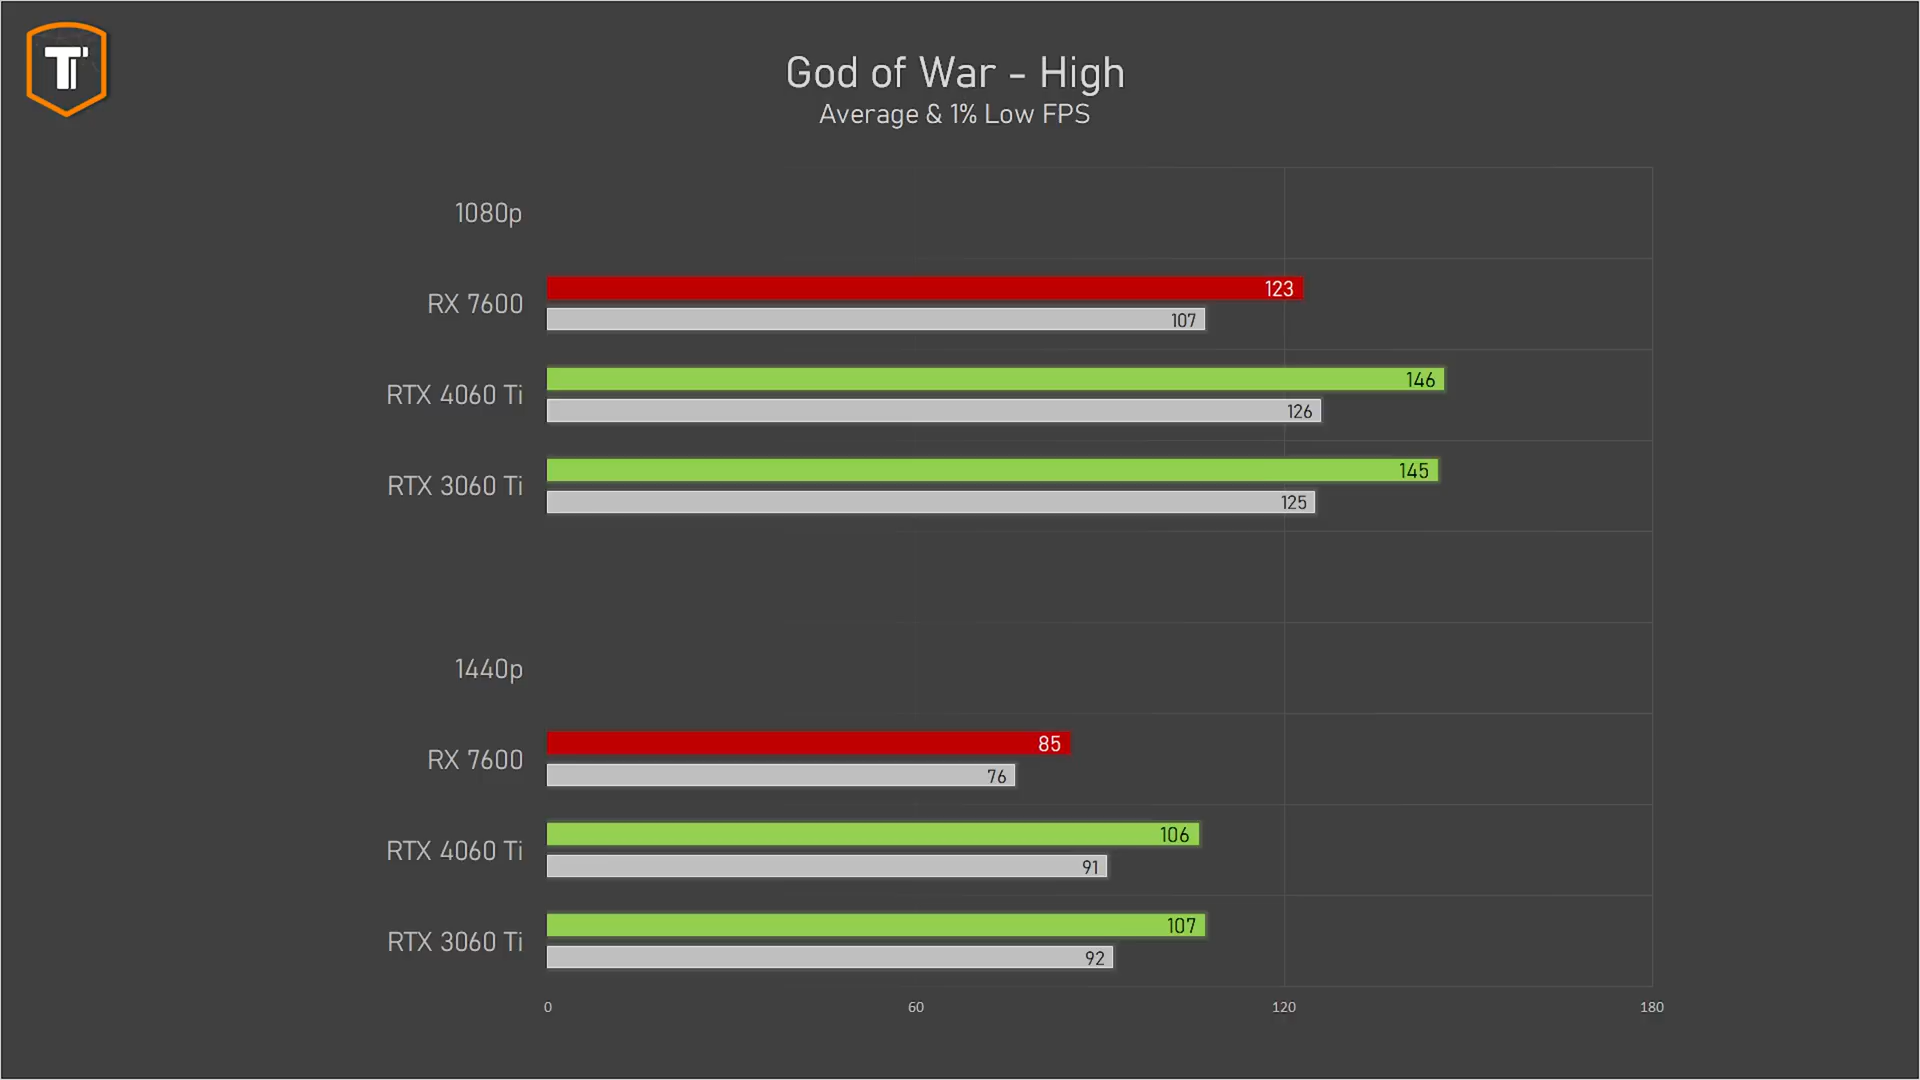 God of War - High
Average & 1% Low FPS
1080p
RX 7600
123
107
RTX 4060 Ti
146
126
RTX 3060 Ti
145
125
1440p
RX 7600
85
76
RTX 4060 Ti
106
91
RTX 3060 Ti
107
92
0 60 120 180